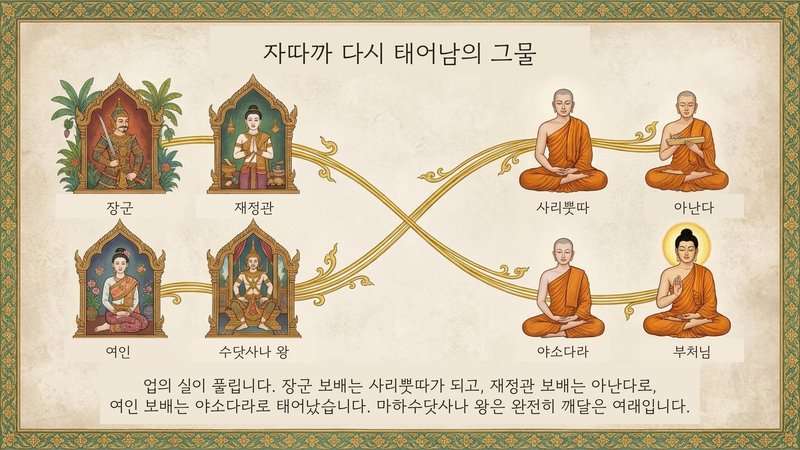 자따까 다시 태어남의 그물
장군
재정관
사리뿟따
아난다
여인
수닷사나 왕
야소다라
부처님
업의 실이 풀립니다. 장군 보배는 사리뿟따가 되고, 재정관 보배는 아난다로,
여인 보배는 야소다라로 태어났습니다. 마하수닷사나 왕은 완전히 깨달은 여래입니다.